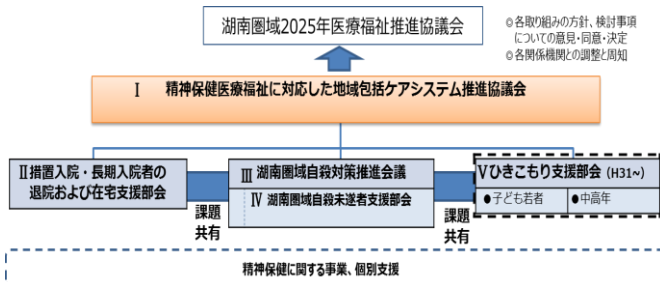 湖南圏域2025年医療福祉推進協議会
◎各取り組みの方針、検討事項
についての意見・同意・決定
◎各関係機関との調整と周知
Ⅰ 精神保健医療福祉に対応した地域包括ケアシステム推進協議会
Ⅱ措置入院・長期入院者の
退院および在宅支援部会
課題
共有
Ⅲ 湖南圏域自殺対策推進会議
Ⅳ 湖南圏域自殺未遂者支援部会
課題
共有
Ⅴひきこもり支援部会 (H31~)
●子ども若者
●中高年
精神保健に関する事業、個別支援